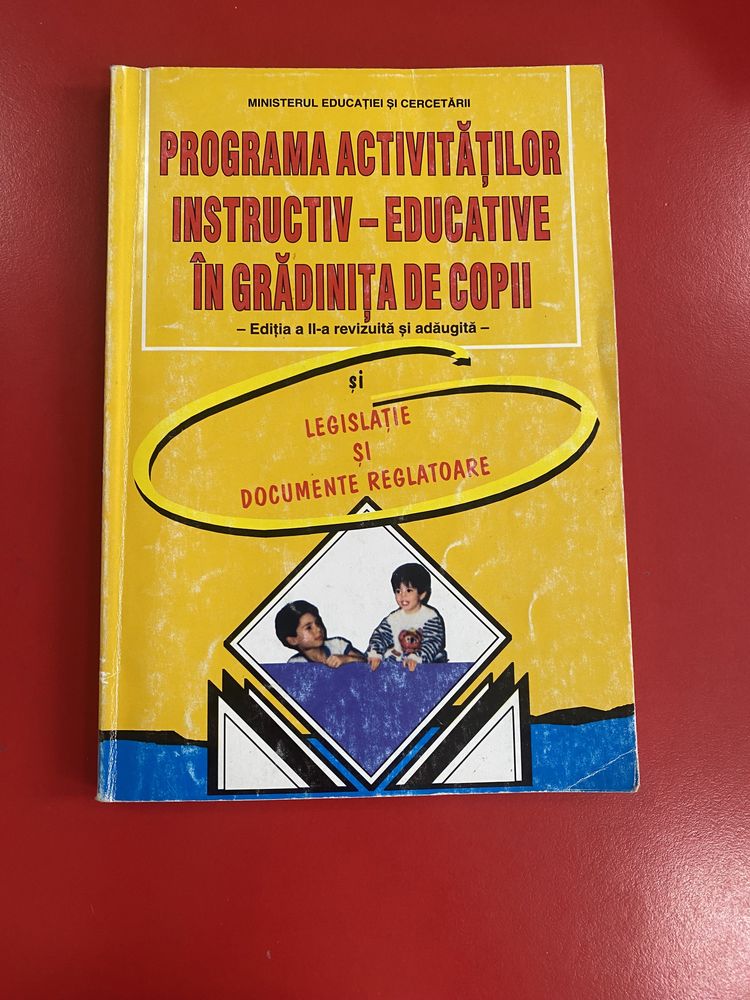 MINISTERUL EDUCAȚIEI ȘI CERCETĂRII
PROGRAMA ACTIVITĂȚILOR
INSTRUCTIV – EDUCATIVE
ÎN GRĂDINIȚA DE COPII
– Ediția a II-a revizuită și adăugită –
și
LEGISLAȚIE
ȘI
DOCUMENTE REGLATOARE